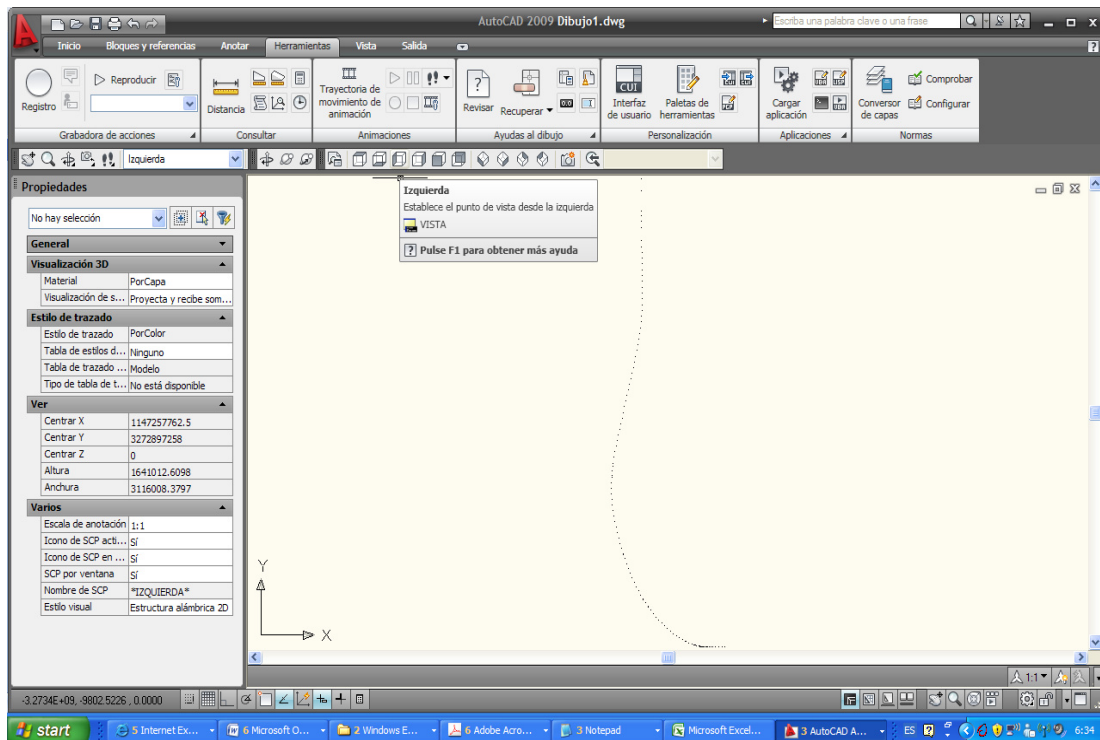 AutoCAD 2009 Dibujo1.dwg
Escriba una palabra clave o una frase
Inicio Bloques y referencias Anotar Herramientas Vista Salida
Registro
Reproducir
Distancia
Trayectoria de movimiento de animación
Revisar
Recuperar
CUI
Interfaz de usuario
Paletas de herramientas
Cargar aplicación
Conversor de capas
Comprobar
Configurar
Grabadora de acciones
Consultar
Animaciones
Ayudas al dibujo
Personalización
Aplicaciones
Normas
Izquierda
Propiedades
No hay selección
General
Visualización 3D
Material PorCapa
Visualización de s... Proyecta y recibe som...
Estilo de trazado
Estilo de trazado PorColor
Tabla de estilos d... Ninguno
Tabla de trazado ... Modelo
Tipo de tabla de t... No está disponible
Ver
Centrar X 1147257762.5
Centrar Y 3272897258
Centrar Z 0
Altura 1641012.6098
Anchura 3116008.3797
Varios
Escala de anotación 1:1
Icono de SCP acti... Sí
Icono de SCP en ... Sí
SCP por ventana Sí
Nombre de SCP *IZQUIERDA*
Estilo visual Estructura alámbrica 2D
Izquierda
Establece el punto de vista desde la izquierda
VISTA
Pulse F1 para obtener más ayuda
Y
X
1:1
-3.2734E+09, -9802.5226 , 0.0000
start
5 Internet Ex...
6 Microsoft O...
2 Windows E...
6 Adobe Acro...
3 Notepad
Microsoft Excel...
3 AutoCAD A...
ES
6:34